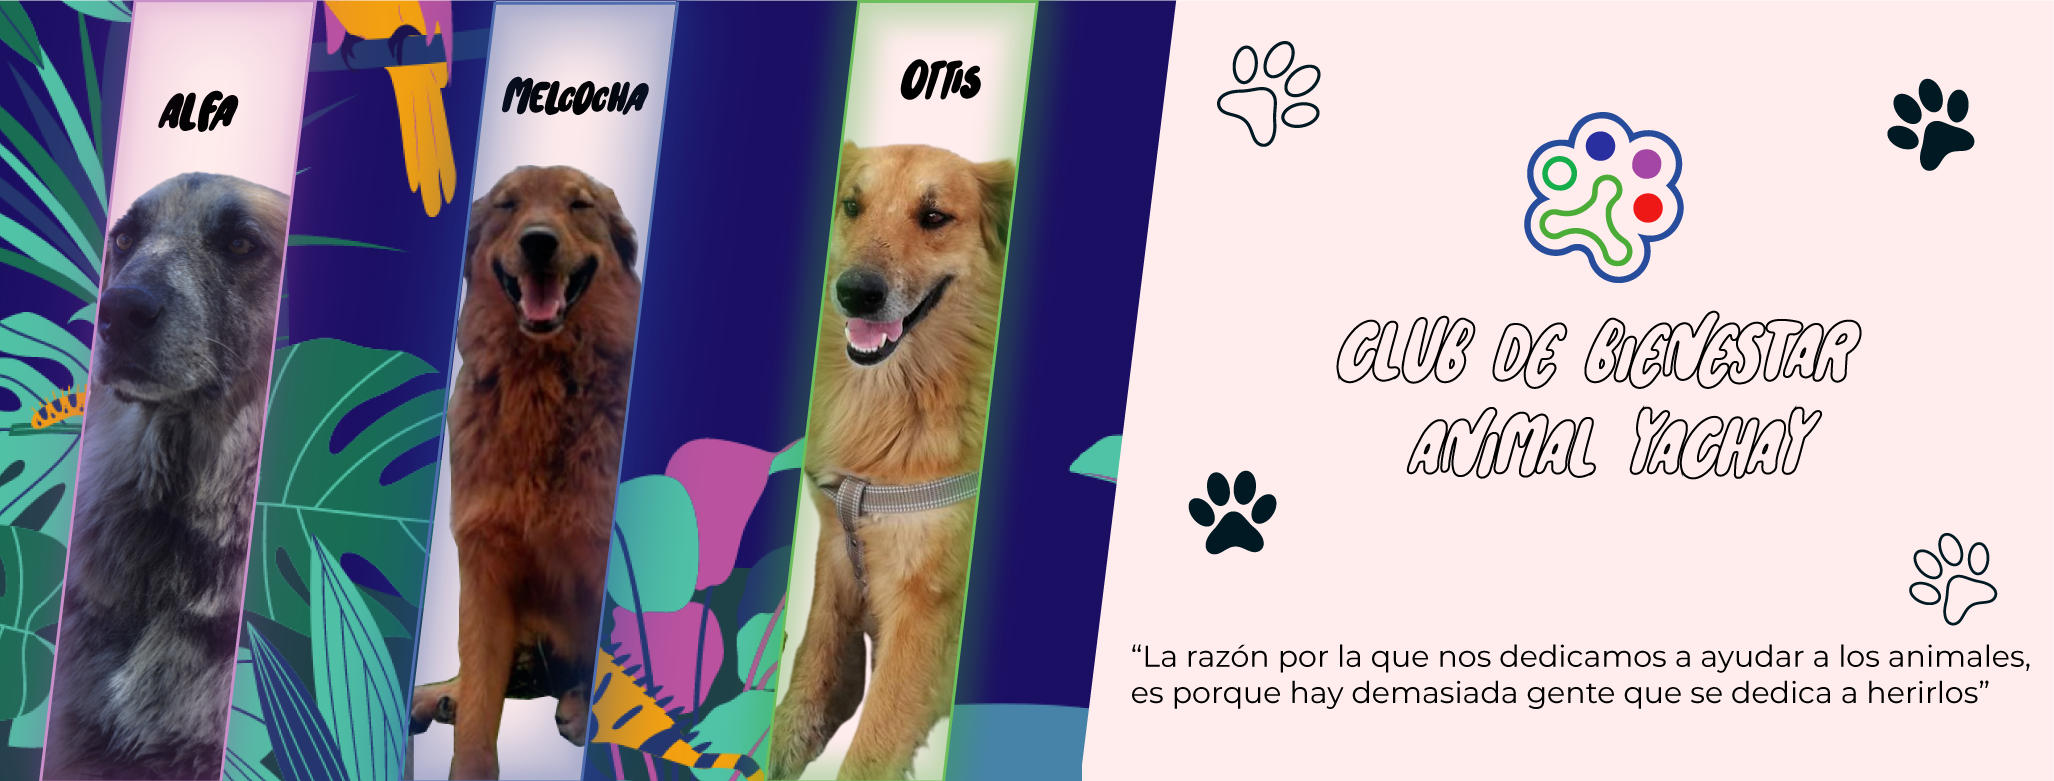 ALFA
MELCOCHA
OTTIS
CLUB DE BIENESTAR
ANIMAL YACHAY
“La razón por la que nos dedicamos a ayudar a los animales,
es porque hay demasiada gente que se dedica a herirlos”